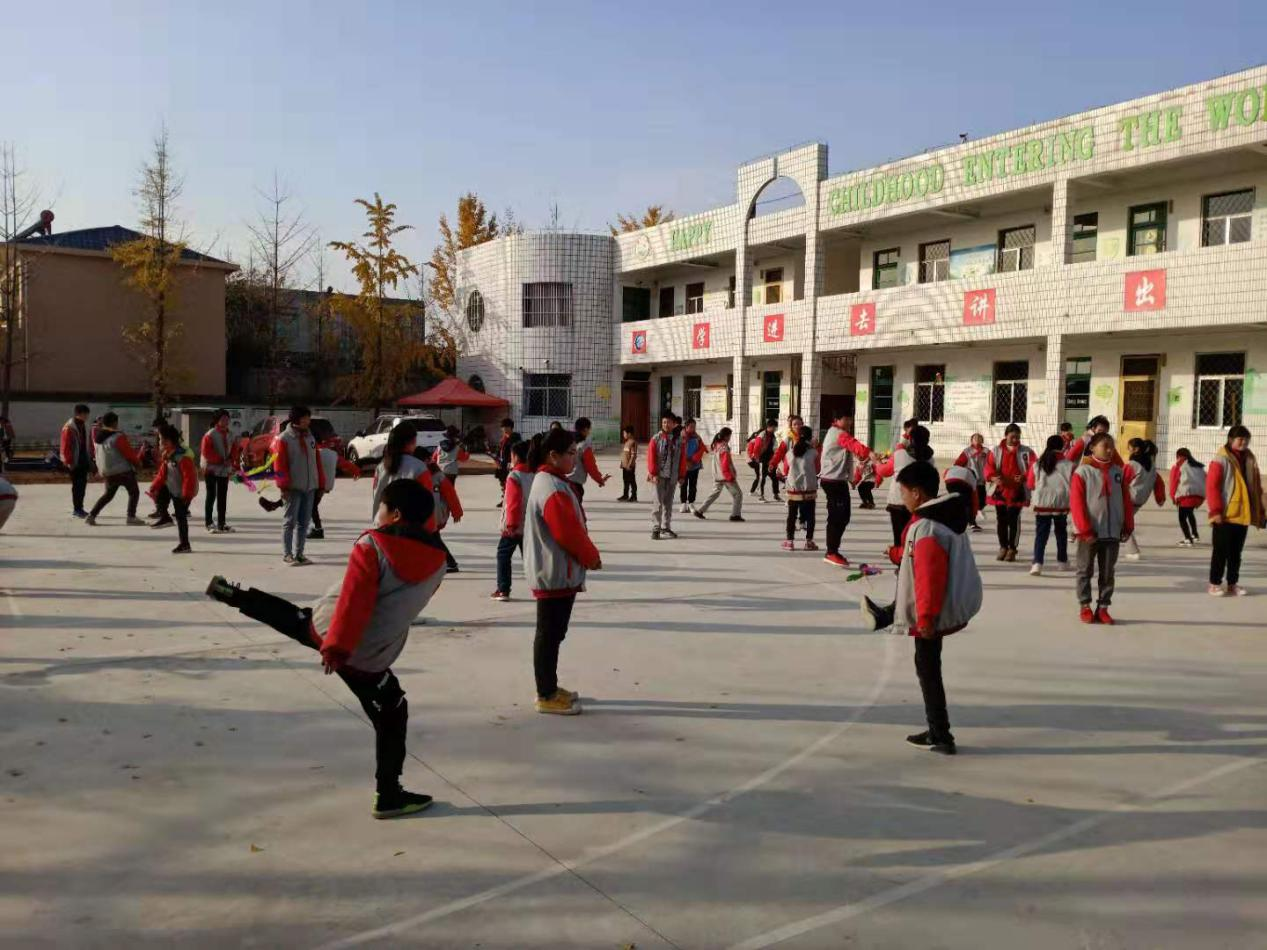 HAPPY CHILDHOOD ENTERING THE WO
学进去讲出